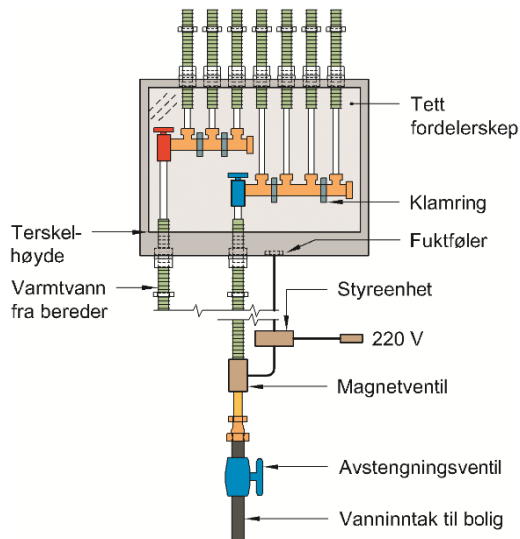 Tett
fordelerskep
Klamring
Fuktføler
Terskel-
høyde
Varmtvann
fra bereder
Styreenhet
220 V
Magnetventil
Avstengningsventil
Vanninntak til bolig